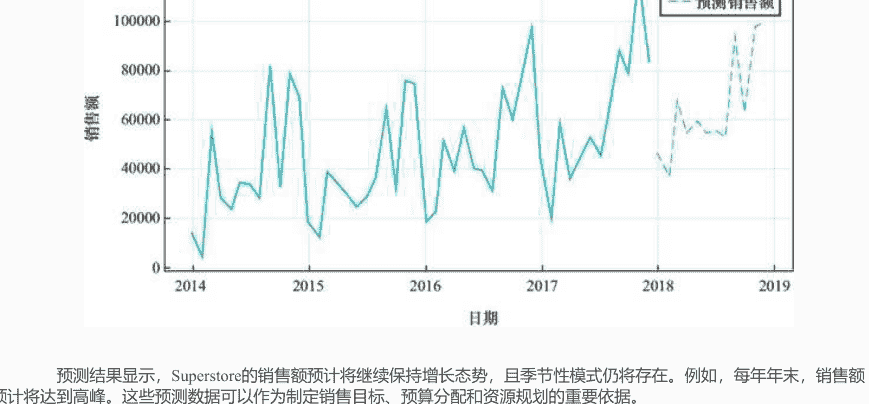 预测销售额
100000
80000
60000
40000
20000
0
销售额
2014 2015 2016 2017 2018 2019
日期
预测结果显示，Superstore的销售额预计将继续保持增长态势，且季节性模式仍将存在。例如，每年年末，销售额
预计将达到高峰。这些预测数据可以作为制定销售目标、预算分配和资源规划的重要依据。